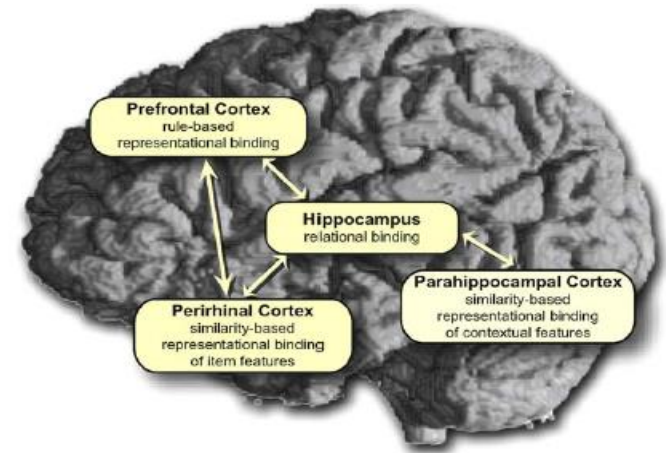 Prefrontal Cortex
rule-based
representational binding
Hippocampus
relational binding
Perirhinal Cortex
similarity-based
representational binding
of item features
Parahippocampal Cortex
similarity-based
representational binding
of contextual features